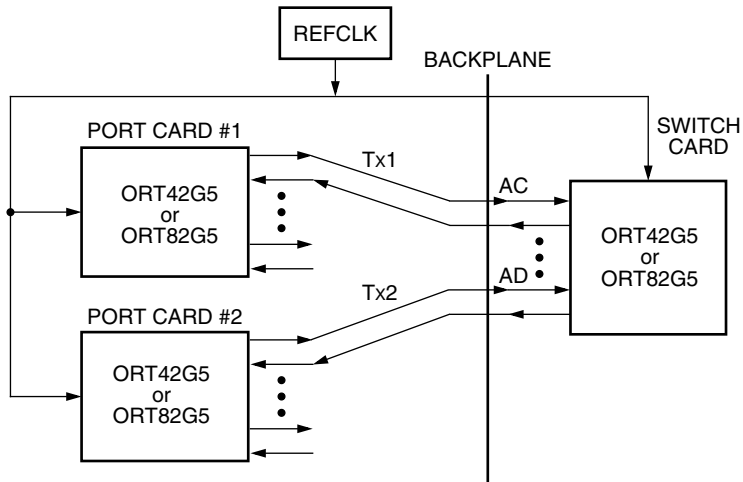 REFCLK
BACKPLANE
PORT CARD #1
SWITCH
CARD
Tx1
AC
ORT42G5
or
ORT82G5
ORT42G5
or
ORT82G5
Tx2
AD
PORT CARD #2
ORT42G5
or
ORT82G5